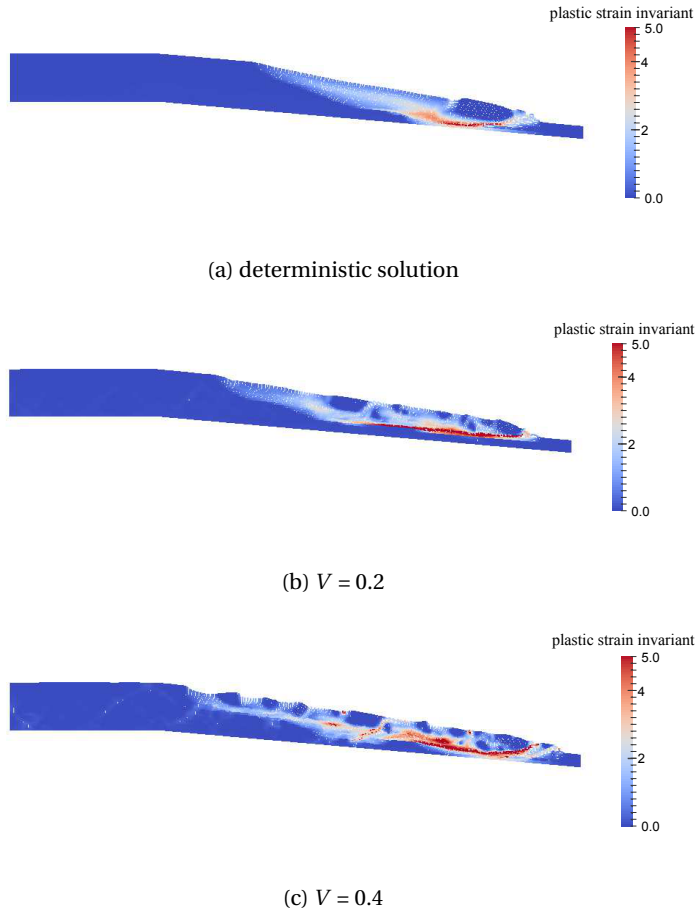 plastic strain invariant
5.0
4
2
0.0
(a) deterministic solution
plastic strain invariant
5.0
4
2
0.0
(b) V = 0.2
plastic strain invariant
5.0
4
2
0.0
(c) V = 0.4